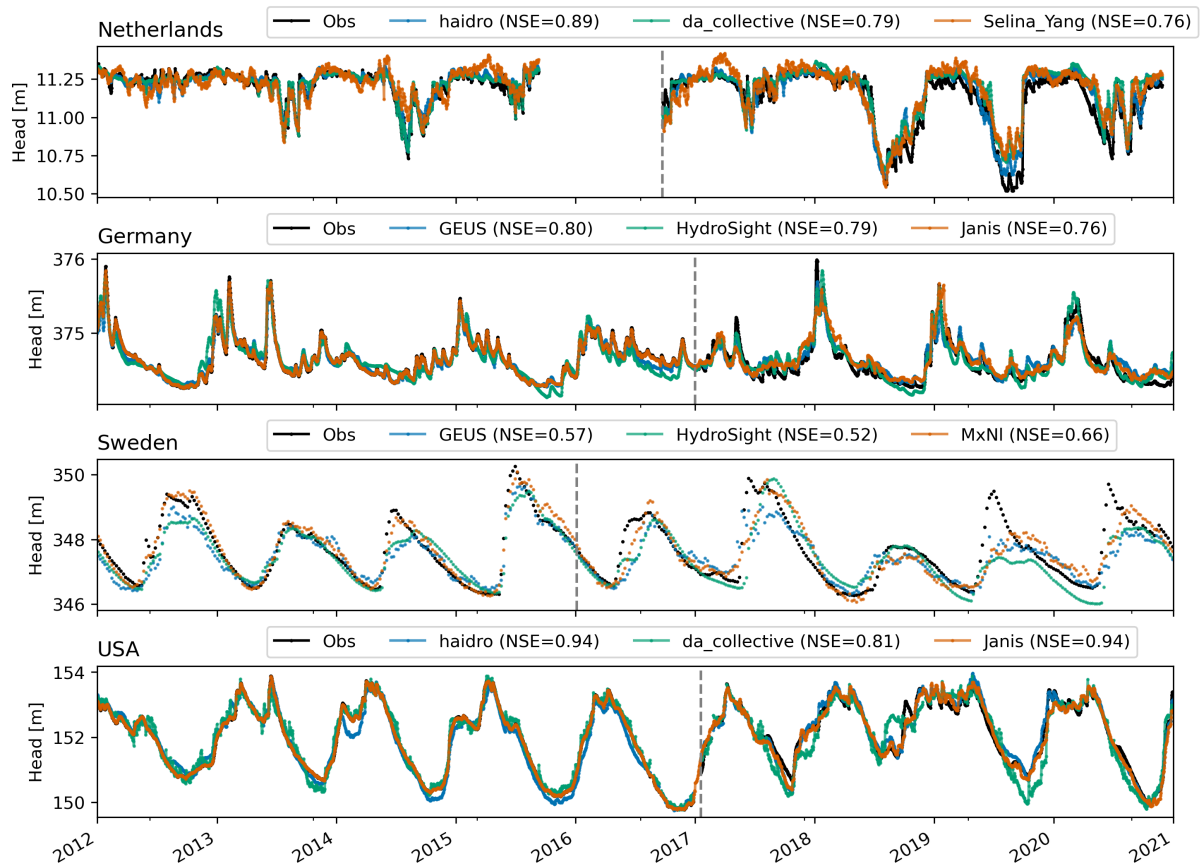 Netherlands
Obs haidro (NSE=0.89) da_collective (NSE=0.79) Selina_Yang (NSE=0.76)
Head [m]
11.25
11.00
10.75
10.50
Germany
Obs GEUS (NSE=0.80) HydroSight (NSE=0.79) Janis (NSE=0.76)
Head [m]
376
375
Sweden
Obs GEUS (NSE=0.57) HydroSight (NSE=0.52) MxNl (NSE=0.66)
Head [m]
350
348
346
USA
Obs haidro (NSE=0.94) da_collective (NSE=0.81) Janis (NSE=0.94)
Head [m]
154
152
150
2012 2013 2014 2015 2016 2017 2018 2019 2020 2021